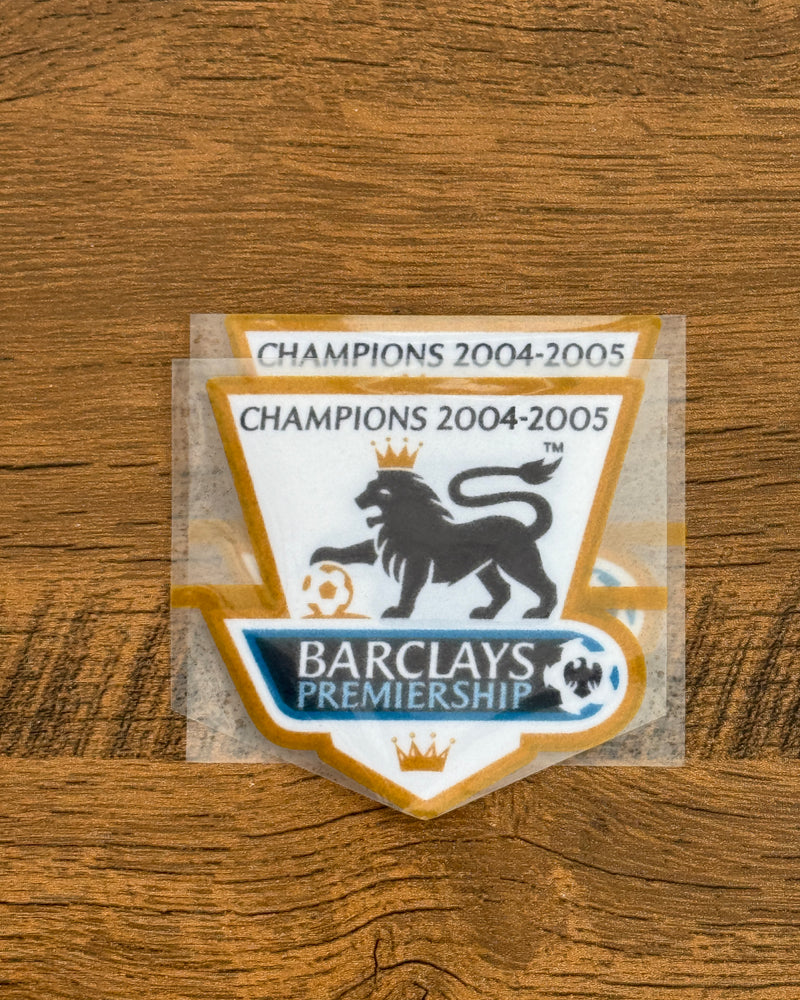 CHAMPIONS 2004-2005
CHAMPIONS 2004-2005
TM
BARCLAYS
PREMIERSHIP